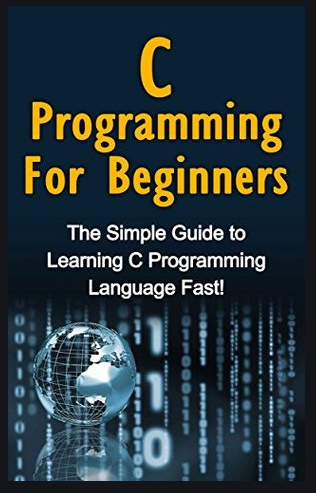 C
Programming
For Beginners
The Simple Guide to
Learning C Programming
Language Fast!